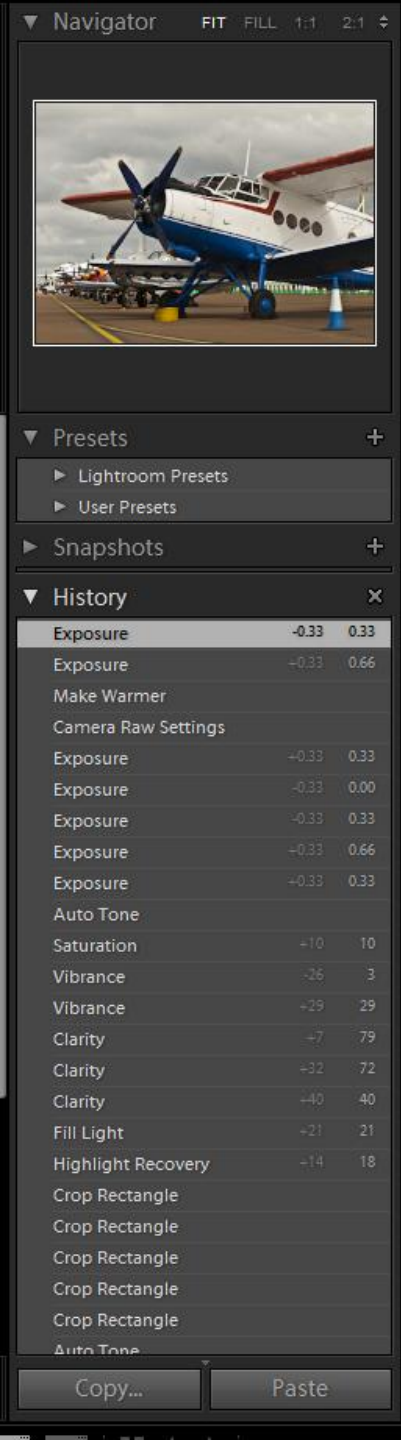 Navigator FIT FILL 1:1 2:1
Presets +
Lightroom Presets
User Presets
Snapshots +
History ×
Exposure -0.33 0.33
Exposure +0.33 0.66
Make Warmer
Camera Raw Settings
Exposure +0.33 0.33
Exposure -0.33 0.00
Exposure -0.33 0.33
Exposure +0.33 0.66
Exposure +0.33 0.33
Auto Tone
Saturation +10 10
Vibrance -26 3
Vibrance +29 29
Clarity +7 79
Clarity +32 72
Clarity +40 40
Fill Light +21 21
Highlight Recovery +14 18
Crop Rectangle
Crop Rectangle
Crop Rectangle
Crop Rectangle
Crop Rectangle
Auto Tone
Copy... Paste